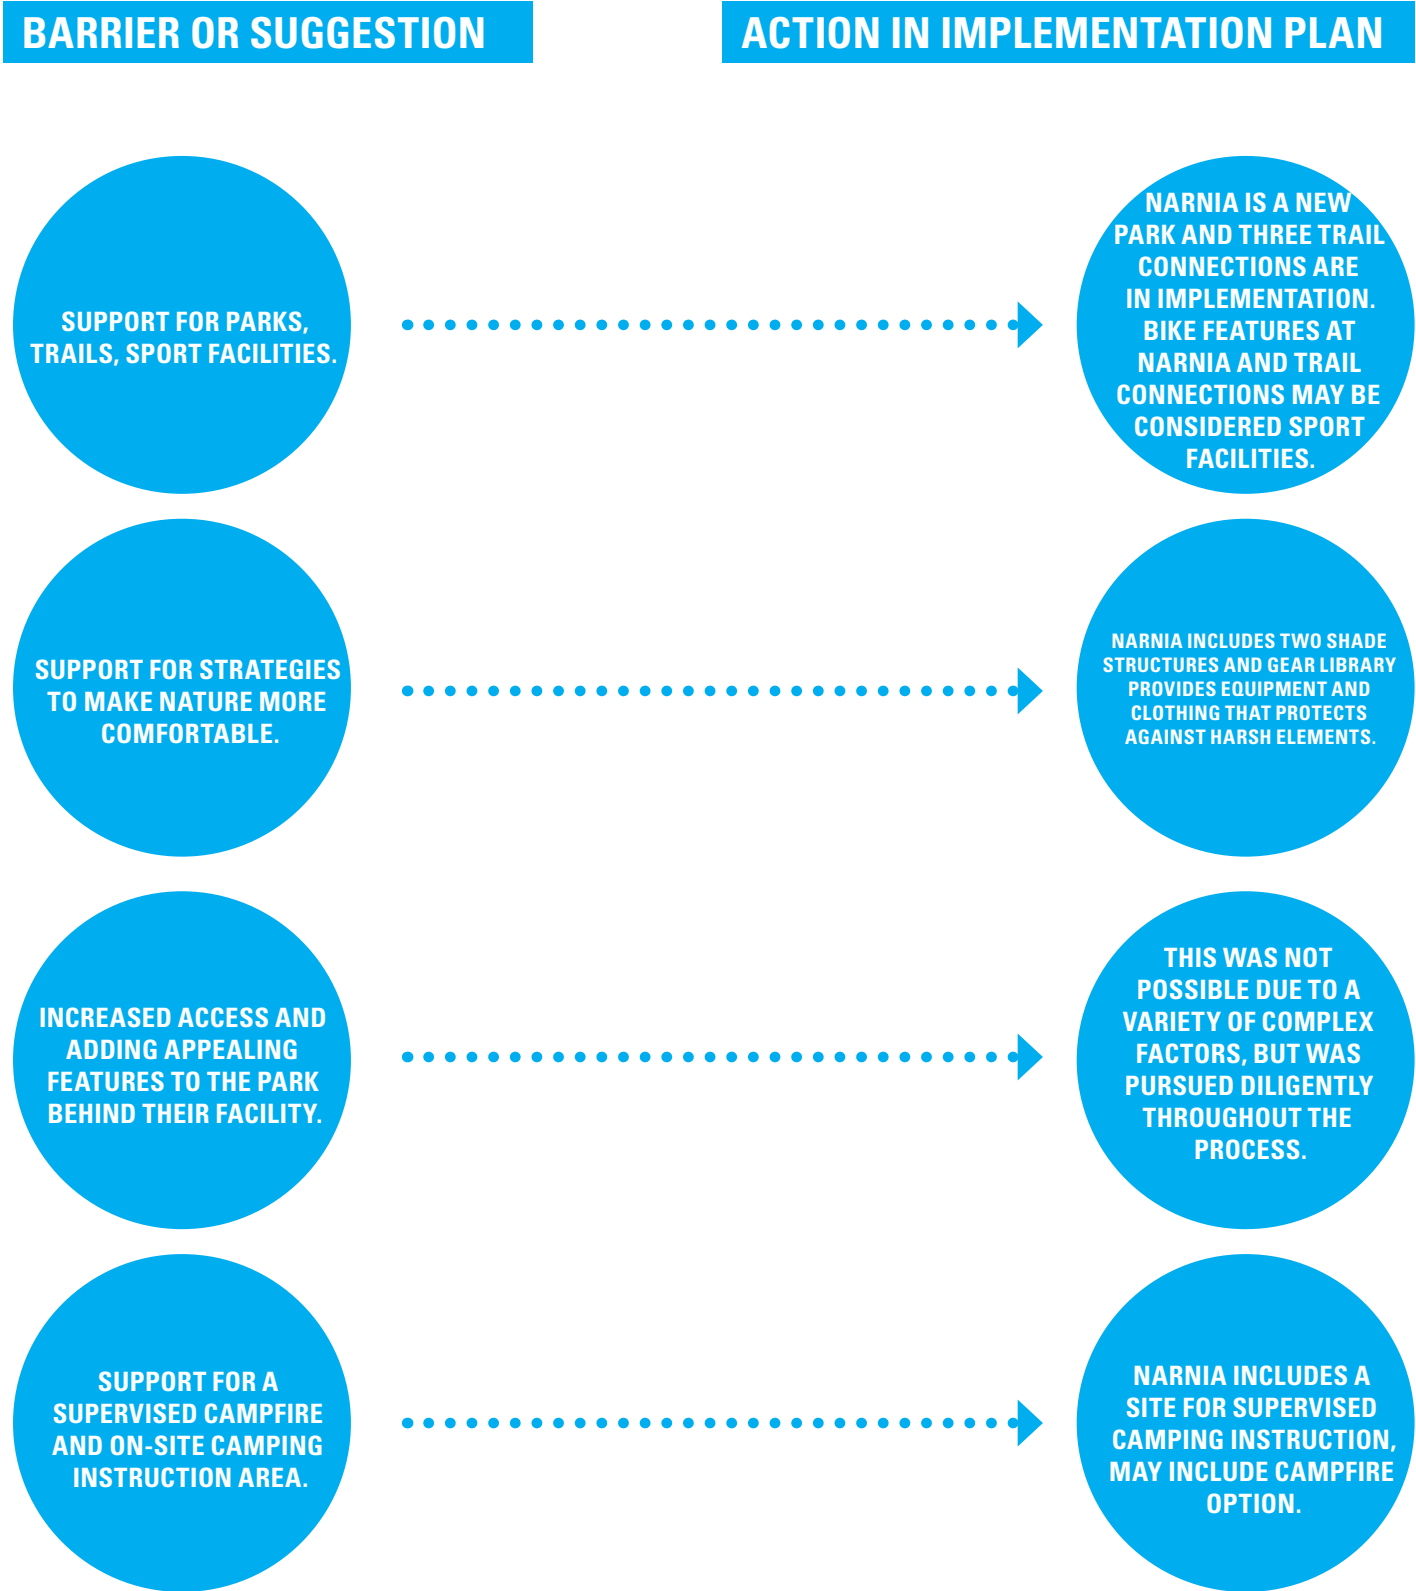 BARRIER OR SUGGESTION
ACTION IN IMPLEMENTATION PLAN
SUPPORT FOR PARKS,
TRAILS, SPORT FACILITIES.
NARNIA IS A NEW
PARK AND THREE TRAIL
CONNECTIONS ARE
IN IMPLEMENTATION.
BIKE FEATURES AT
NARNIA AND TRAIL
CONNECTIONS MAY BE
CONSIDERED SPORT
FACILITIES.
SUPPORT FOR STRATEGIES
TO MAKE NATURE MORE
COMFORTABLE.
NARNIA INCLUDES TWO SHADE
STRUCTURES AND GEAR LIBRARY
PROVIDES EQUIPMENT AND
CLOTHING THAT PROTECTS
AGAINST HARSH ELEMENTS.
INCREASED ACCESS AND
ADDING APPEALING
FEATURES TO THE PARK
BEHIND THEIR FACILITY.
THIS WAS NOT
POSSIBLE DUE TO A
VARIETY OF COMPLEX
FACTORS, BUT WAS
PURSUED DILIGENTLY
THROUGHOUT THE
PROCESS.
SUPPORT FOR A
SUPERVISED CAMPFIRE
AND ON-SITE CAMPING
INSTRUCTION AREA.
NARNIA INCLUDES A
SITE FOR SUPERVISED
CAMPING INSTRUCTION,
MAY INCLUDE CAMPFIRE
OPTION.